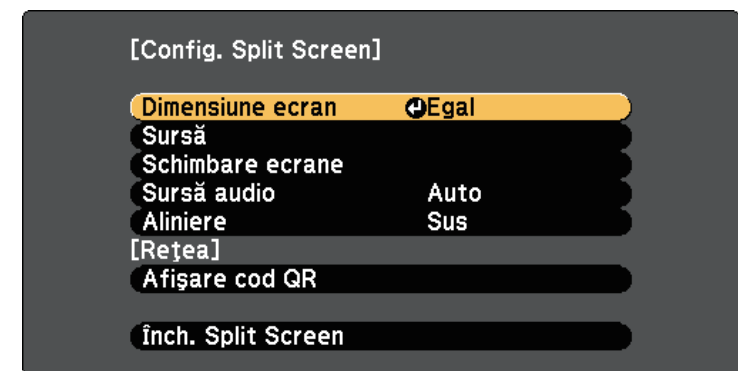 [Config. Split Screen]
Dimensiune ecran Egal
Sursă
Schimbare ecrane
Sursă audio Auto
Aliniere Sus
[Reţea]
Afişare cod QR
Înch. Split Screen